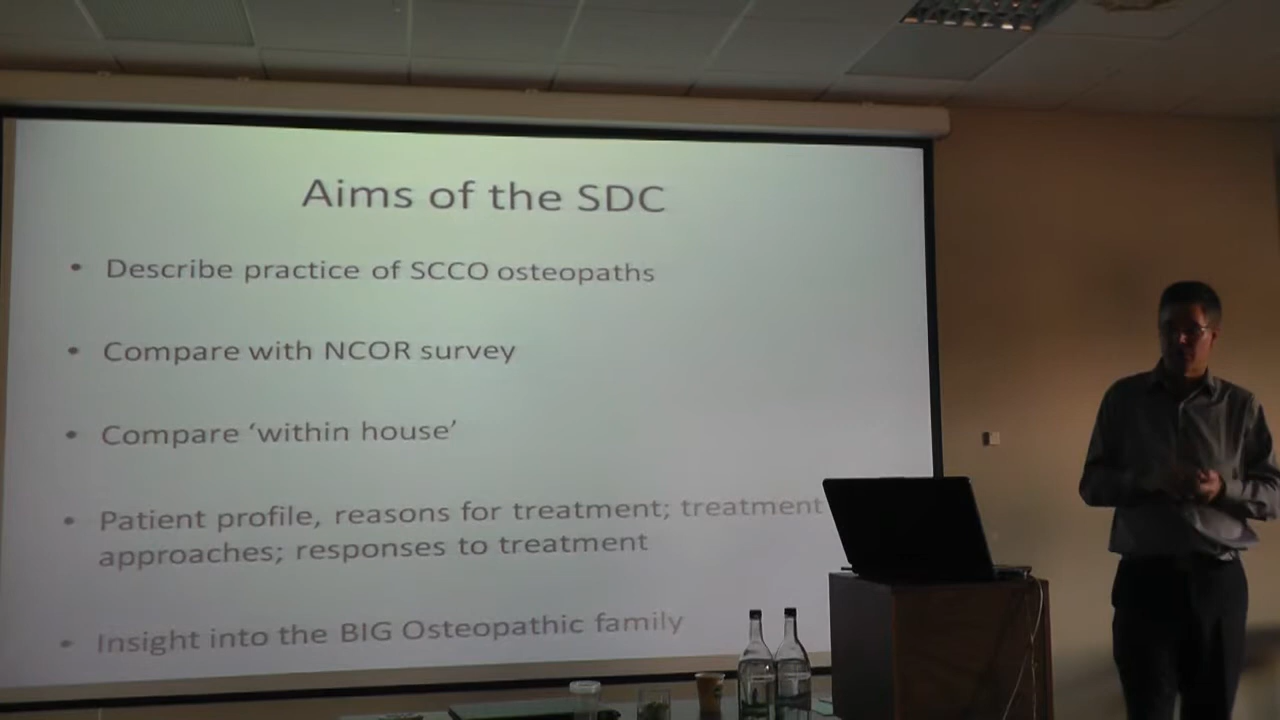 Aims of the SDC
• Describe practice of SCCO osteopaths
• Compare with NCOR survey
• Compare ‘within house’
• Patient profile, reasons for treatment; treatment
approaches; responses to treatment
• Insight into the BIG Osteopathic family